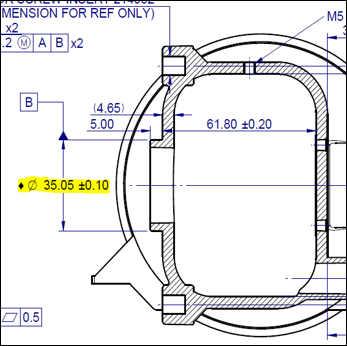 MENSION FOR REF ONLY)
x2
.2 Ⓜ A B x2
M5
B
(4.65)
5.00
61.80 ±0.20
♦ ∅ 35.05 ±0.10
⏥ 0.5